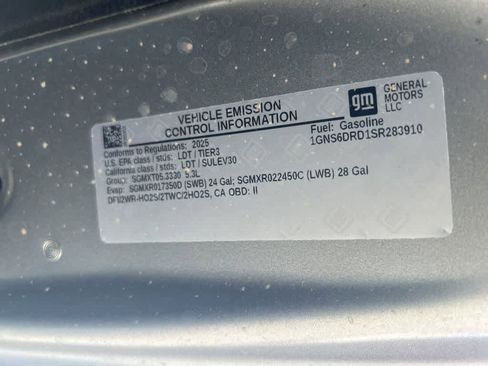 VEHICLE EMISSION
CONTROL INFORMATION
gm
GENERAL
MOTORS
LLC
Fuel: Gasoline
1GNS6DRD1SR283910
Conforms to Regulations: 2025
U.S. EPA class / stds: LDT / TIER3
California class / stds: LDT / SULEV30
Group: SGMXT05.3330 5.3L
Evap: SGMXR017350D (SWB) 24 Gal; SGMXR022450C (LWB) 28 Gal
DFI/2WR-HO2S/2TWC/2HO2S, CA OBD: II